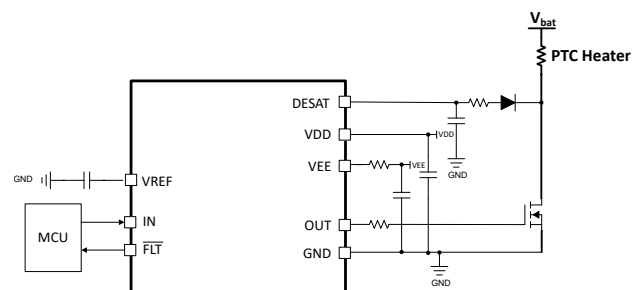 Vbat
PTC Heater
DESAT
VDD
VDD
VEE
VEE
GND
GND
VREF
IN
MCU
FLT
OUT
GND
GND